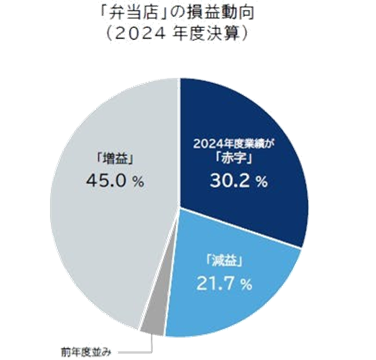 「弁当店」の損益動向
（2024 年度決算）
2024年度業績が
「赤字」
30.2 %
「増益」
45.0 %
「減益」
21.7 %
前年度並み